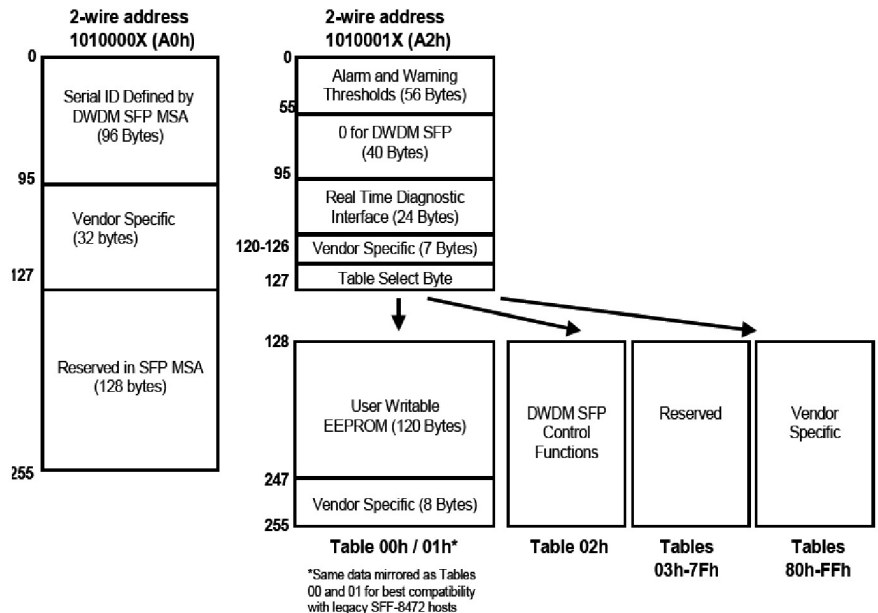 2-wire address
1010000X (A0h)
0
Serial ID Defined by
DWDM SFP MSA
(96 Bytes)
95
Vendor Specific
(32 bytes)
127
Reserved in SFP MSA
(128 bytes)
255
2-wire address
1010001X (A2h)
0
Alarm and Warning
Thresholds (56 Bytes)
55
0 for DWDM SFP
(40 Bytes)
95
Real Time Diagnostic
Interface (24 Bytes)
120-126
Vendor Specific (7 Bytes)
127
Table Select Byte
128
User Writable
EEPROM (120 Bytes)
247
Vendor Specific (8 Bytes)
255
Table 00h / 01h*
*Same data mirrored as Tables
00 and 01 for best compatibility
with legacy SFF-8472 hosts
DWDM SFP
Control
Functions
Table 02h
Reserved
Tables
03h-7Fh
Vendor
Specific
Tables
80h-FFh